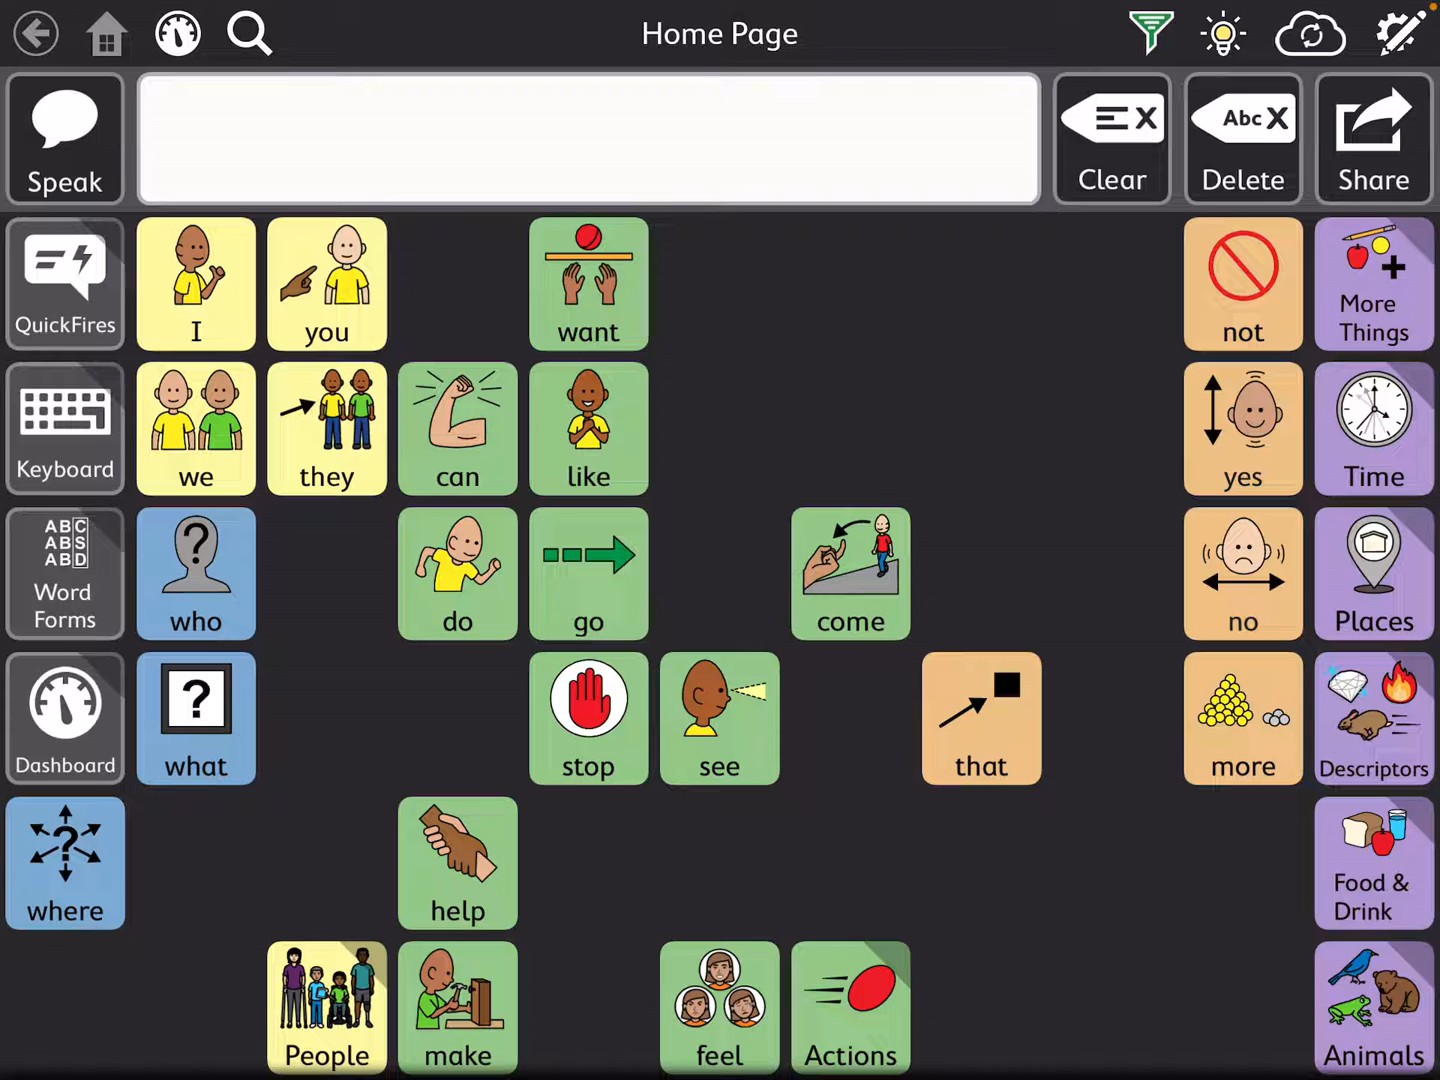 Home Page
Speak
Clear
Abc X
Delete
Share
QuickFires
I
you
want
not
More
Things
Keyboard
we
they
can
like
yes
Time
ABC
ABS
ABD
Word
Forms
who
do
go
come
no
Places
Dashboard
what
stop
see
that
more
Descriptors
where
help
Food &
Drink
People
make
feel
Actions
Animals